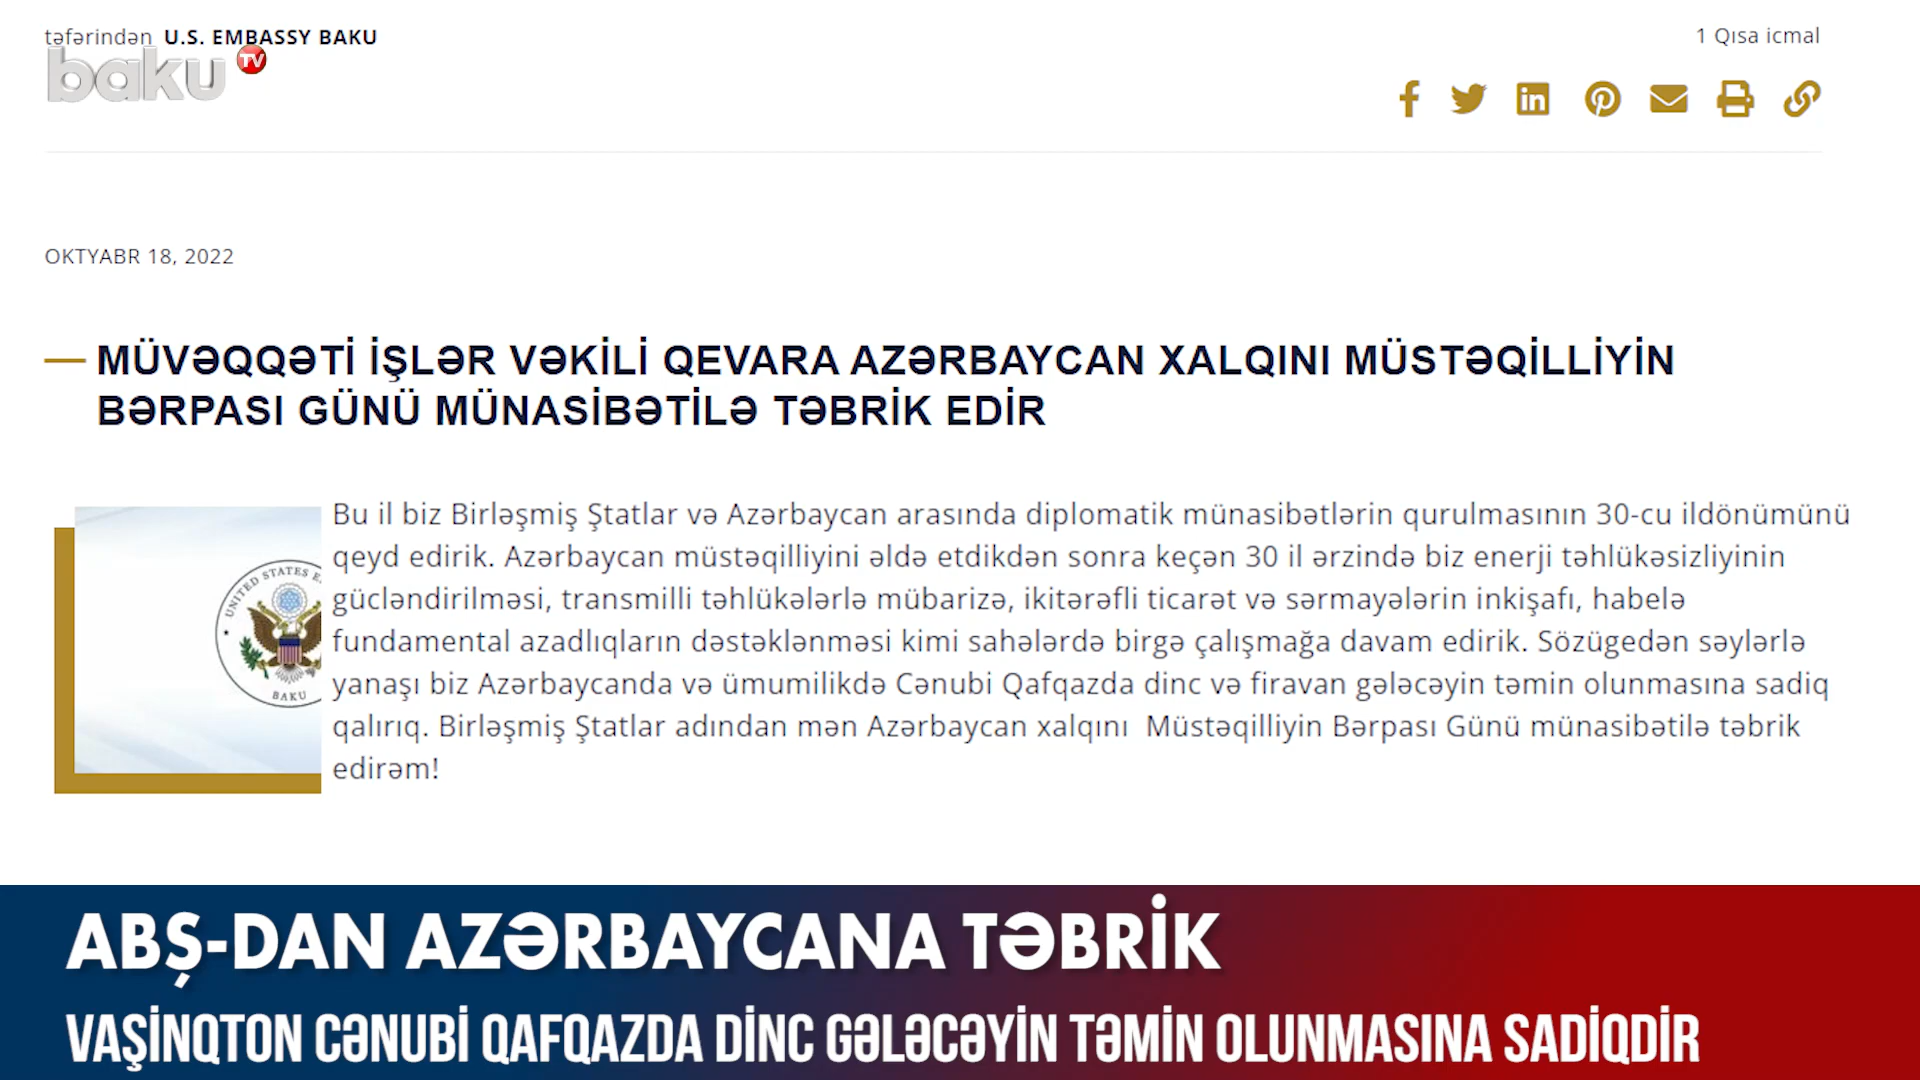 təfərindən U.S. EMBASSY BAKU
1 Qısa icmal
baku TV
OKTYABR 18, 2022
MÜVƏQQƏTİ İŞLƏR VƏKİLİ QEVARA AZƏRBAYCAN XALQINI MÜSTƏQİLLİYİN
BƏRPASI GÜNÜ MÜNASİBƏTİLƏ TƏBRİK EDİR
Bu il biz Birləşmiş Ştatlar və Azərbaycan arasında diplomatik münasibətlərin qurulmasının 30-cu ildönümünü
qeyd edirik. Azərbaycan müstəqilliyini əldə etdikdən sonra keçən 30 il ərzində biz enerji təhlükəsizliyinin
gücləndirilməsi, transmilli təhlükələrlə mübarizə, ikitərəfli ticarət və sərmayələrin inkişafı, habelə
fundamental azadlıqların dəstəklənməsi kimi sahələrdə birgə çalışmağa davam edirik. Sözügedən səylərlə
yanaşı biz Azərbaycanda və ümumilikdə Cənubi Qafqazda dinc və firavan gələcəyin təmin olunmasına sadiq
qalırıq. Birləşmiş Ştatlar adından mən Azərbaycan xalqını Müstəqilliyin Bərpası Günü münasibətilə təbrik
edirəm!
UNITED STATES E
BAKU
ABŞ-DAN AZƏRBAYCANA TƏBRİK
VAŞİNQTON CƏNUBİ QAFQAZDA DİNC GƏLƏCƏYİN TƏMİN OLUNMASINA SADİQDİR